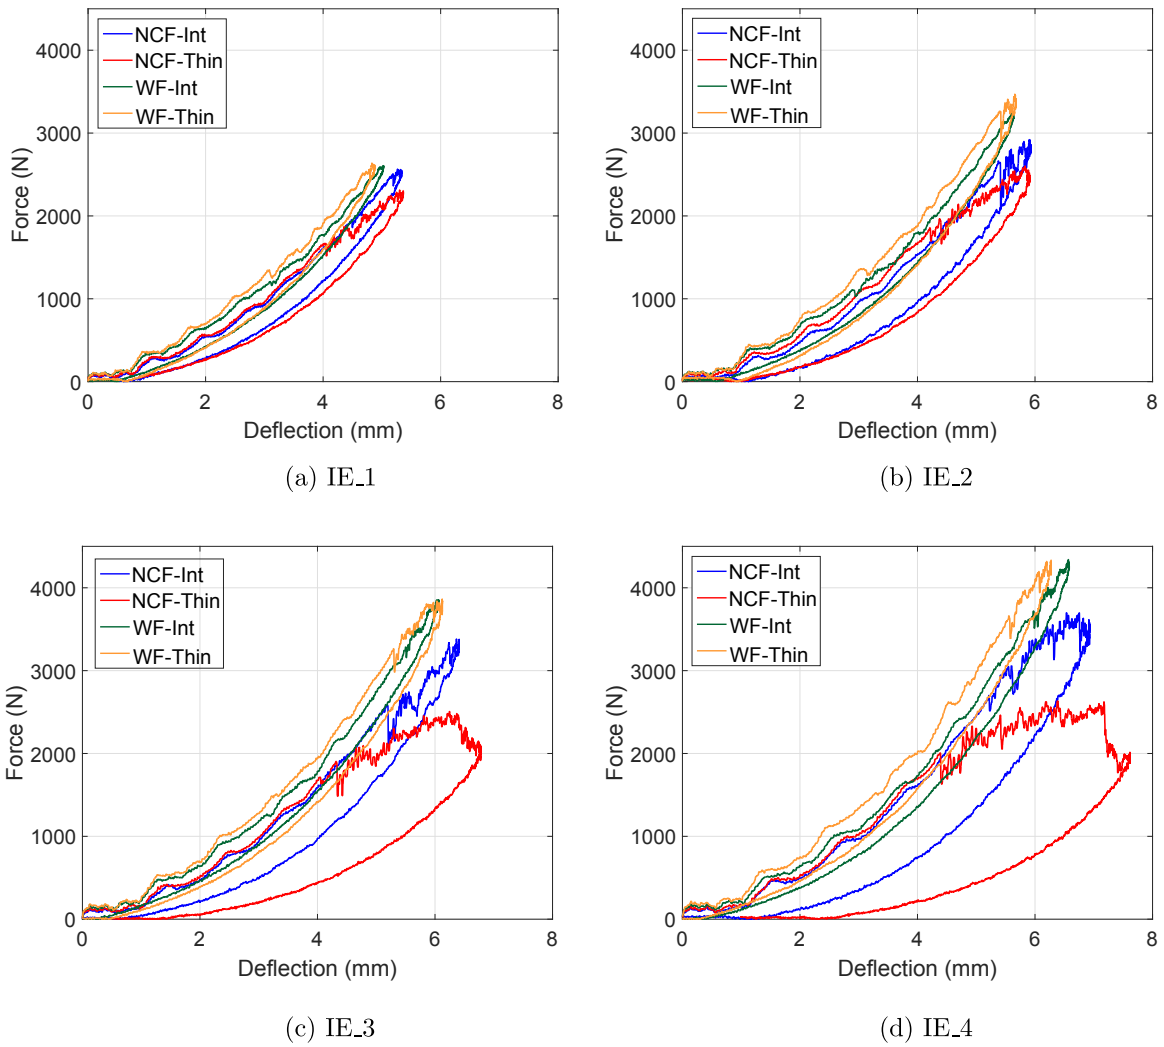 4000
3000
2000
1000
0
Force (N)
NCF-Int
NCF-Thin
WF-Int
WF-Thin
0 2 4 6 8
Deflection (mm)
(a) IE_1
4000
3000
2000
1000
0
Force (N)
NCF-Int
NCF-Thin
WF-Int
WF-Thin
0 2 4 6 8
Deflection (mm)
(b) IE_2
4000
3000
2000
1000
0
Force (N)
NCF-Int
NCF-Thin
WF-Int
WF-Thin
0 2 4 6 8
Deflection (mm)
(c) IE_3
4000
3000
2000
1000
0
Force (N)
NCF-Int
NCF-Thin
WF-Int
WF-Thin
0 2 4 6 8
Deflection (mm)
(d) IE_4